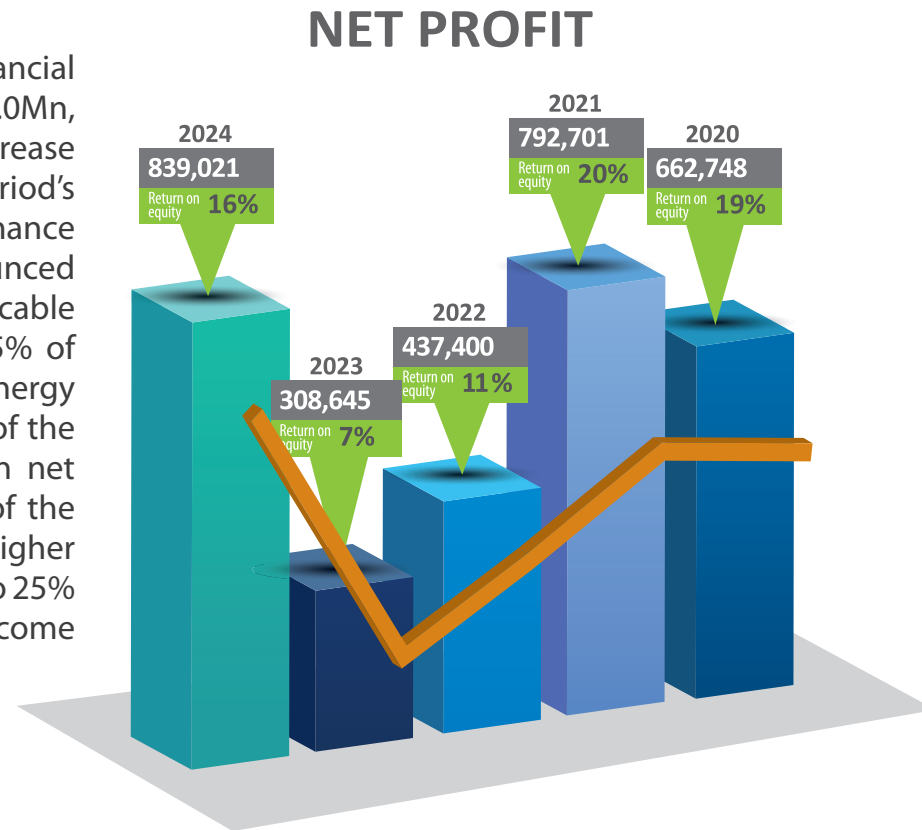 NET PROFIT
ancial
.0Mn,
rease
riod's
nance
unced
cable
5% of
nergy
of the
n net
of the
igher
o 25%
come
2024
839,021
Return on
equity 16%
2023
308,645
Return on
equity 7%
2022
437,400
Return on
equity 11%
2021
792,701
Return on
equity 20%
2020
662,748
Return on
equity 19%